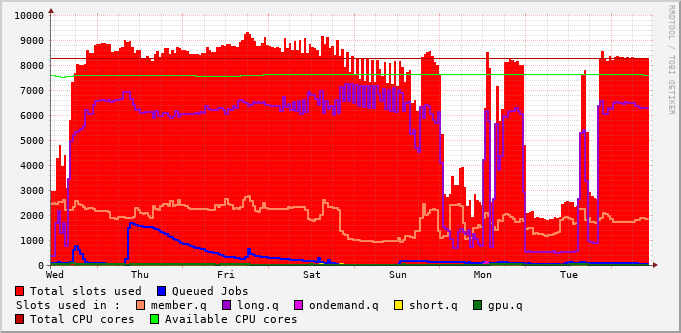 10000
9000
8000
7000
6000
5000
4000
3000
2000
1000
0
Wed Thu Fri Sat Sun Mon Tue
RRDTOOL / TOBI OETIKER
Total slots used Queued Jobs
Slots used in : member.q long.q ondemand.q short.q gpu.q
Total CPU cores Available CPU cores